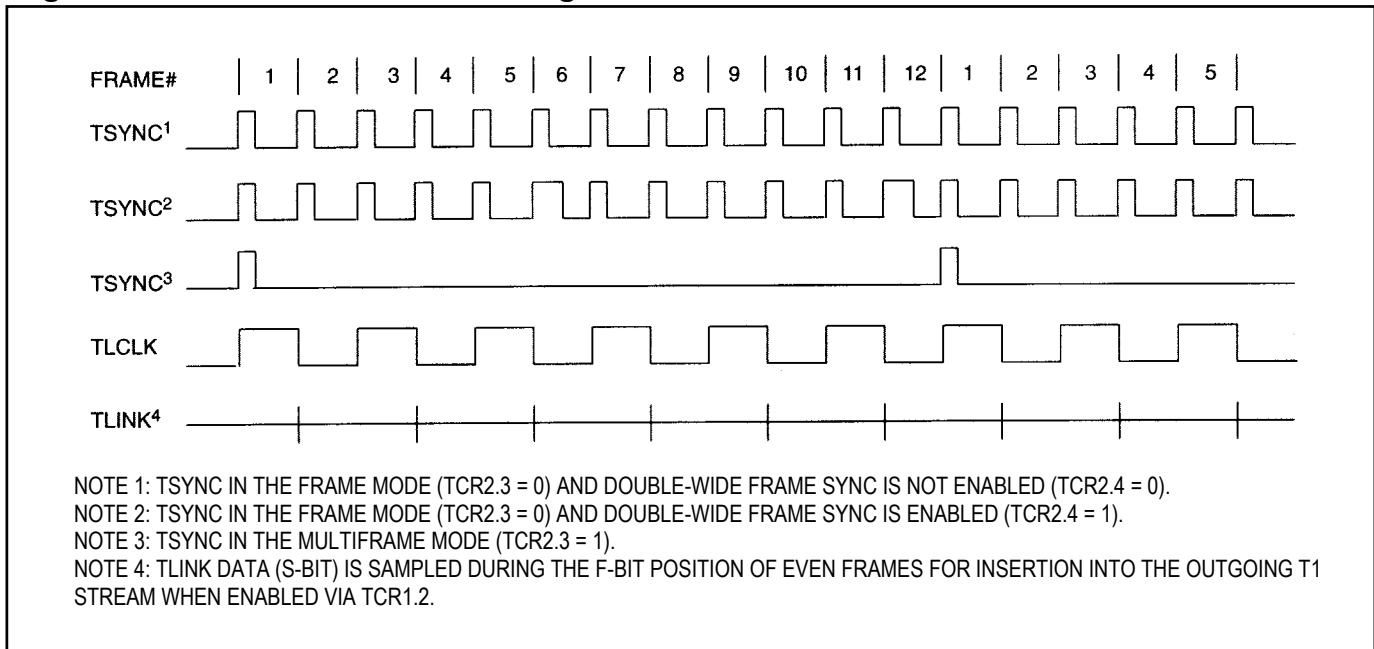 FRAME# 1 2 3 4 5 6 7 8 9 10 11 12 1 2 3 4 5
TSYNC1
TSYNC2
TSYNC3
TLCLK
TLINK4
NOTE 1: TSYNC IN THE FRAME MODE (TCR2.3 = 0) AND DOUBLE-WIDE FRAME SYNC IS NOT ENABLED (TCR2.4 = 0).
NOTE 2: TSYNC IN THE FRAME MODE (TCR2.3 = 0) AND DOUBLE-WIDE FRAME SYNC IS ENABLED (TCR2.4 = 1).
NOTE 3: TSYNC IN THE MULTIFRAME MODE (TCR2.3 = 1).
NOTE 4: TLINK DATA (S-BIT) IS SAMPLED DURING THE F-BIT POSITION OF EVEN FRAMES FOR INSERTION INTO THE OUTGOING T1
STREAM WHEN ENABLED VIA TCR1.2.